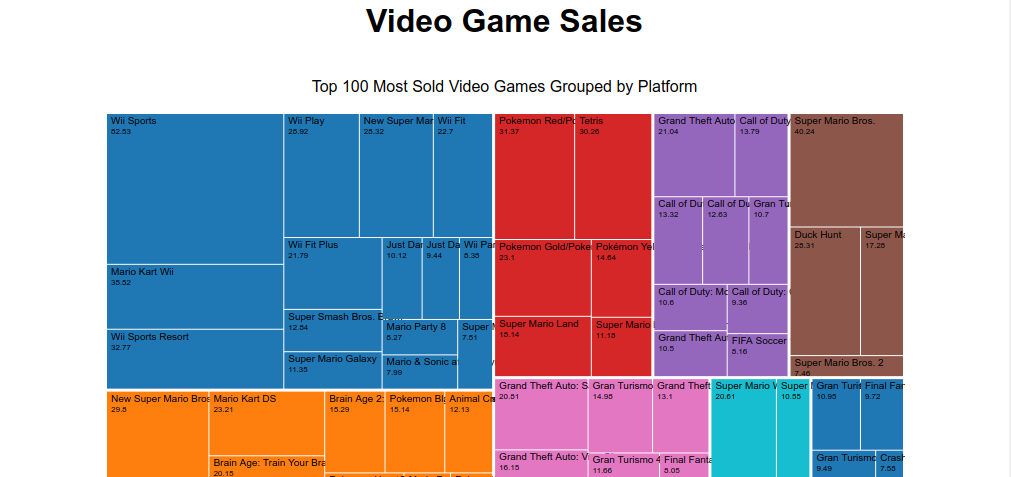 Video Game Sales
Top 100 Most Sold Video Games Grouped by Platform
Wii Sports
82.53
Mario Kart Wii
35.52
Wii Sports Resort
32.77
Wii Play
28.92
New Super Mar
28.32
Wii Fit
22.7
Wii Fit Plus
21.79
Super Smash Bros. B
12.84
Super Mario Galaxy
11.35
Just Dan
10.12
Just Da
9.44
Wii Par
8.38
Mario Party 8
8.27
Mario & Sonic at
7.99
Super M
7.51
Pokemon Red/Po
31.37
Tetris
30.26
Pokemon Gold/Poke
23.1
Pokémon Yel
14.64
Super Mario Land
18.14
Super Mario
11.18
Grand Theft Auto
21.04
Call of Duty
13.79
Call of Du
13.32
Call of Du
12.63
Gran Tu
10.7
Call of Duty: Mo
10.6
Call of Duty:
9.36
Grand Theft Au
10.5
FIFA Soccer
8.16
Super Mario Bros.
40.24
Duck Hunt
28.31
Super Ma
17.28
Super Mario Bros. 2
7.46
New Super Mario Bros
29.8
Mario Kart DS
23.21
Brain Age: Train Your Bra
20.15
Brain Age 2:
15.29
Pokemon Bl
15.14
Animal Cr
12.13
Grand Theft Auto: S
20.81
Gran Turismo
14.98
Grand Theft
13.1
Grand Theft Auto: V
16.15
Gran Turismo 4
11.66
Final Fanta
8.05
Super Mario W
20.61
Super
10.55
Gran Turis
10.95
Final Fan
9.72
Gran Turismo
9.49
Crash
7.58